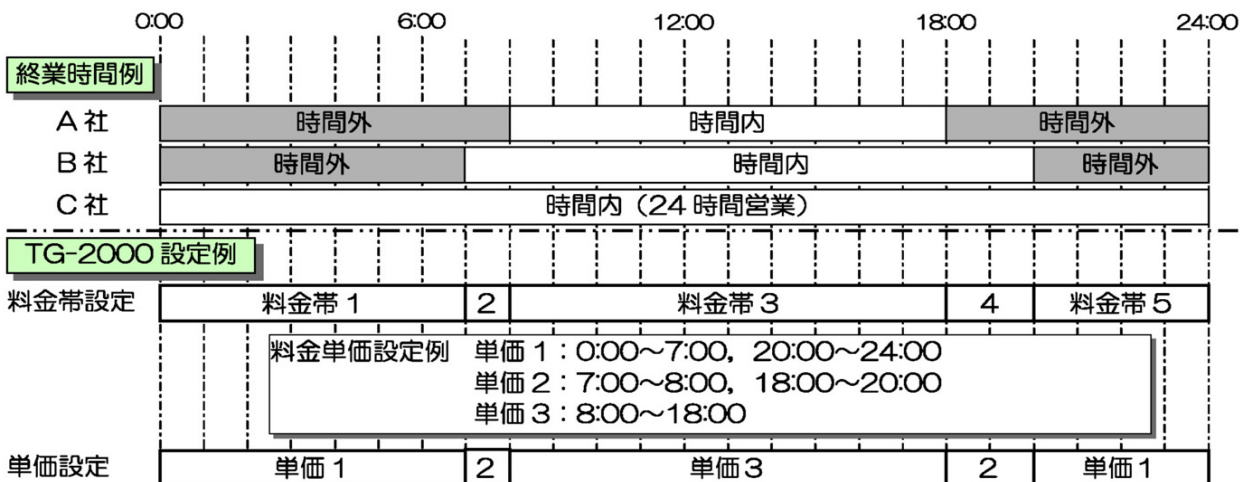 0:00 6:00 12:00 18:00 24:00
終業時間例
A社 時間外 時間内 時間外
B社 時間外 時間内 時間外
C社 時間内（24時間営業）
TG-2000 設定例
料金帯設定 料金帯1 2 料金帯3 4 料金帯5
料金単価設定例 単価1：0:00～7:00, 20:00～24:00
単価2：7:00～8:00, 18:00～20:00
単価3：8:00～18:00
単価設定 単価1 2 単価3 2 単価1